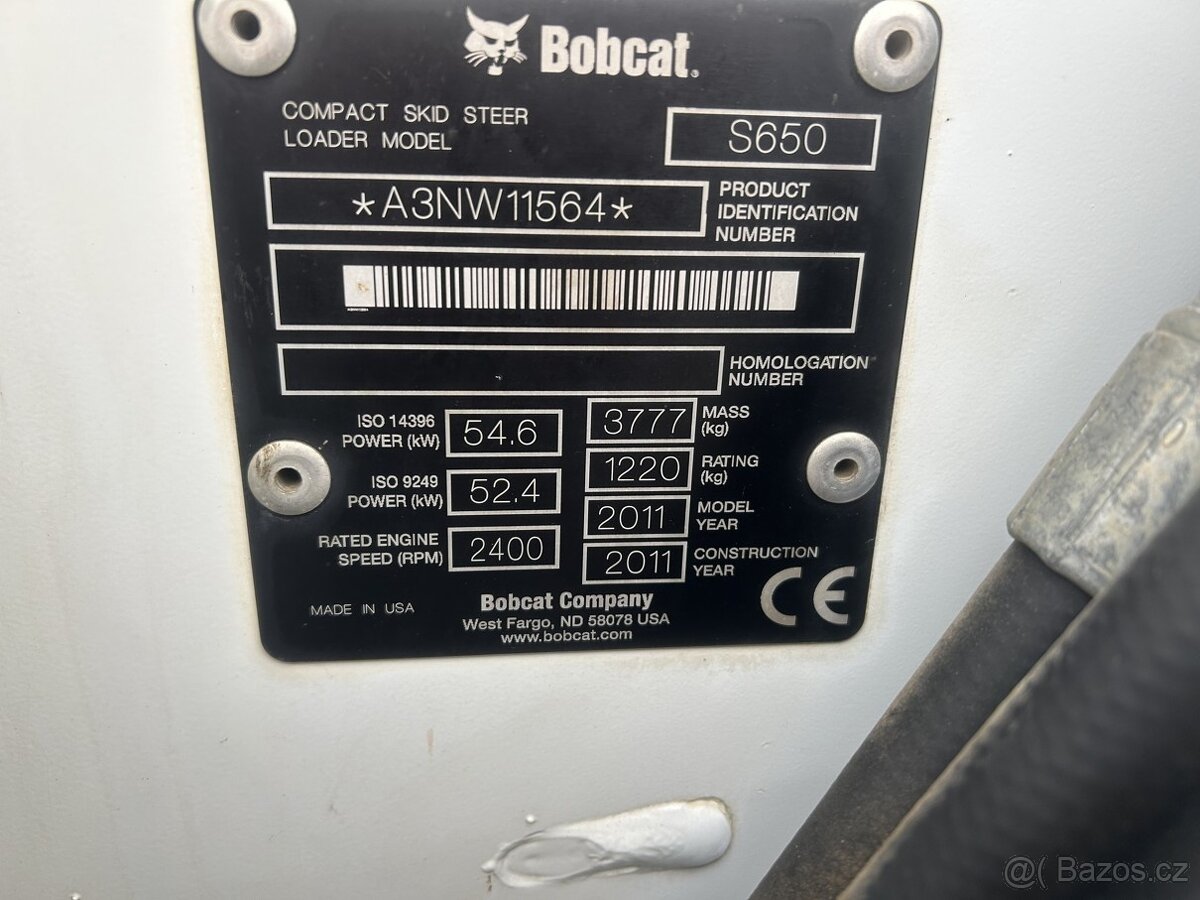 Bobcat®
COMPACT SKID STEER
LOADER MODEL
S650
*A3NW11564*
PRODUCT
IDENTIFICATION
NUMBER
HOMOLOGATION
NUMBER
ISO 14396
POWER (kW)
54.6
3777
MASS
(kg)
ISO 9249
POWER (kW)
52.4
1220
RATING
(kg)
2011
MODEL
YEAR
RATED ENGINE
SPEED (RPM)
2400
2011
CONSTRUCTION
YEAR
MADE IN USA
Bobcat Company
West Fargo, ND 58078 USA
www.bobcat.com
CE
@( Bazos.cz